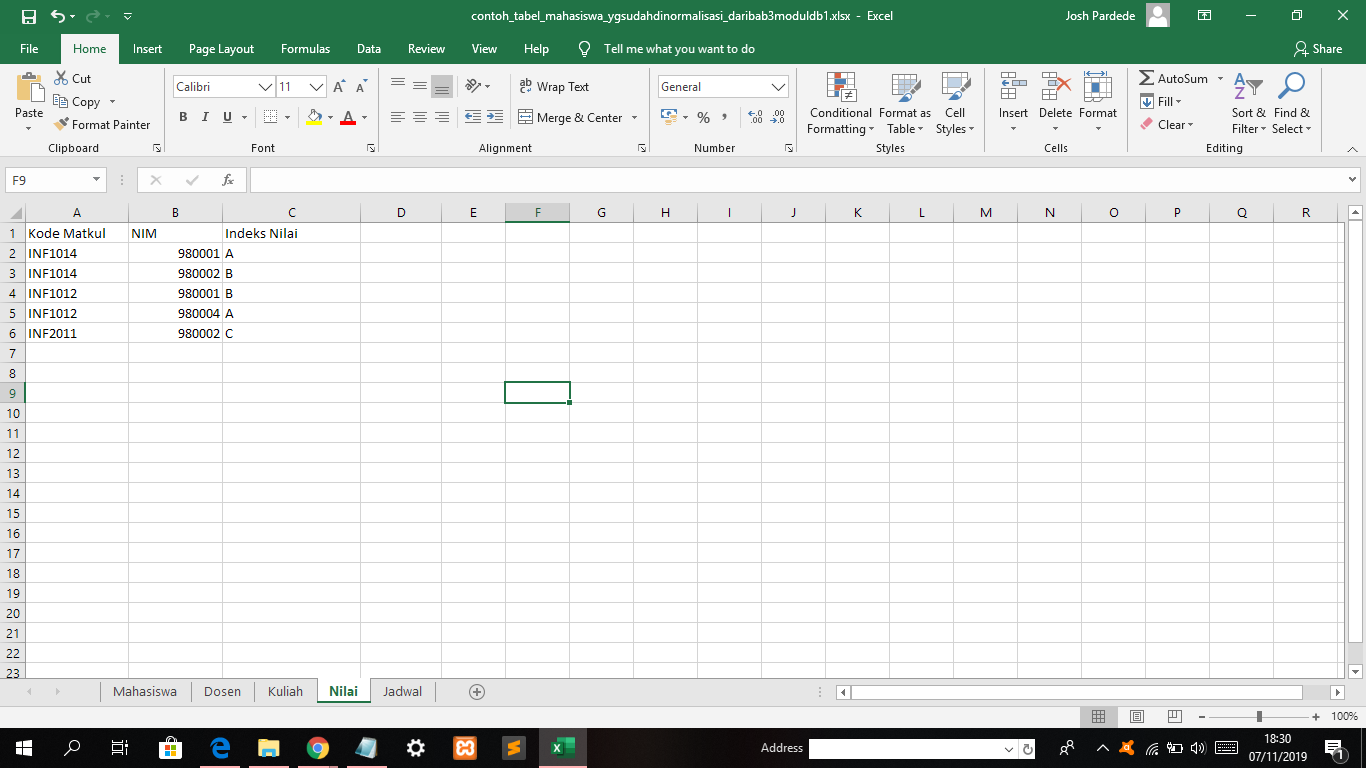 contoh_tabel_mahasiswa_ygsudahdinormalisasi_daribab3moduldb1.xlsx - Excel
Josh Pardede
File Home Insert Page Layout Formulas Data Review View Help Tell me what you want to do Share
Cut
Copy
Format Painter
Paste
Clipboard
Calibri 11
B I U
Font
Wrap Text
Merge & Center
Alignment
General
% ,
Number
Conditional Formatting
Format as Table
Cell Styles
Styles
Insert Delete Format
Cells
AutoSum
Fill
Clear
Sort & Filter
Find & Select
Editing
F9 fx
A B C D E F G H I J K L M N O P Q R
1 Kode Matkul NIM Indeks Nilai
2 INF1014 980001 A
3 INF1014 980002 B
4 INF1012 980001 B
5 INF1012 980004 A
6 INF2011 980002 C
7
8
9
10
11
12
13
14
15
16
17
18
19
20
21
22
23
Mahasiswa Dosen Kuliah Nilai Jadwal
100%
Address
18:30
07/11/2019
1